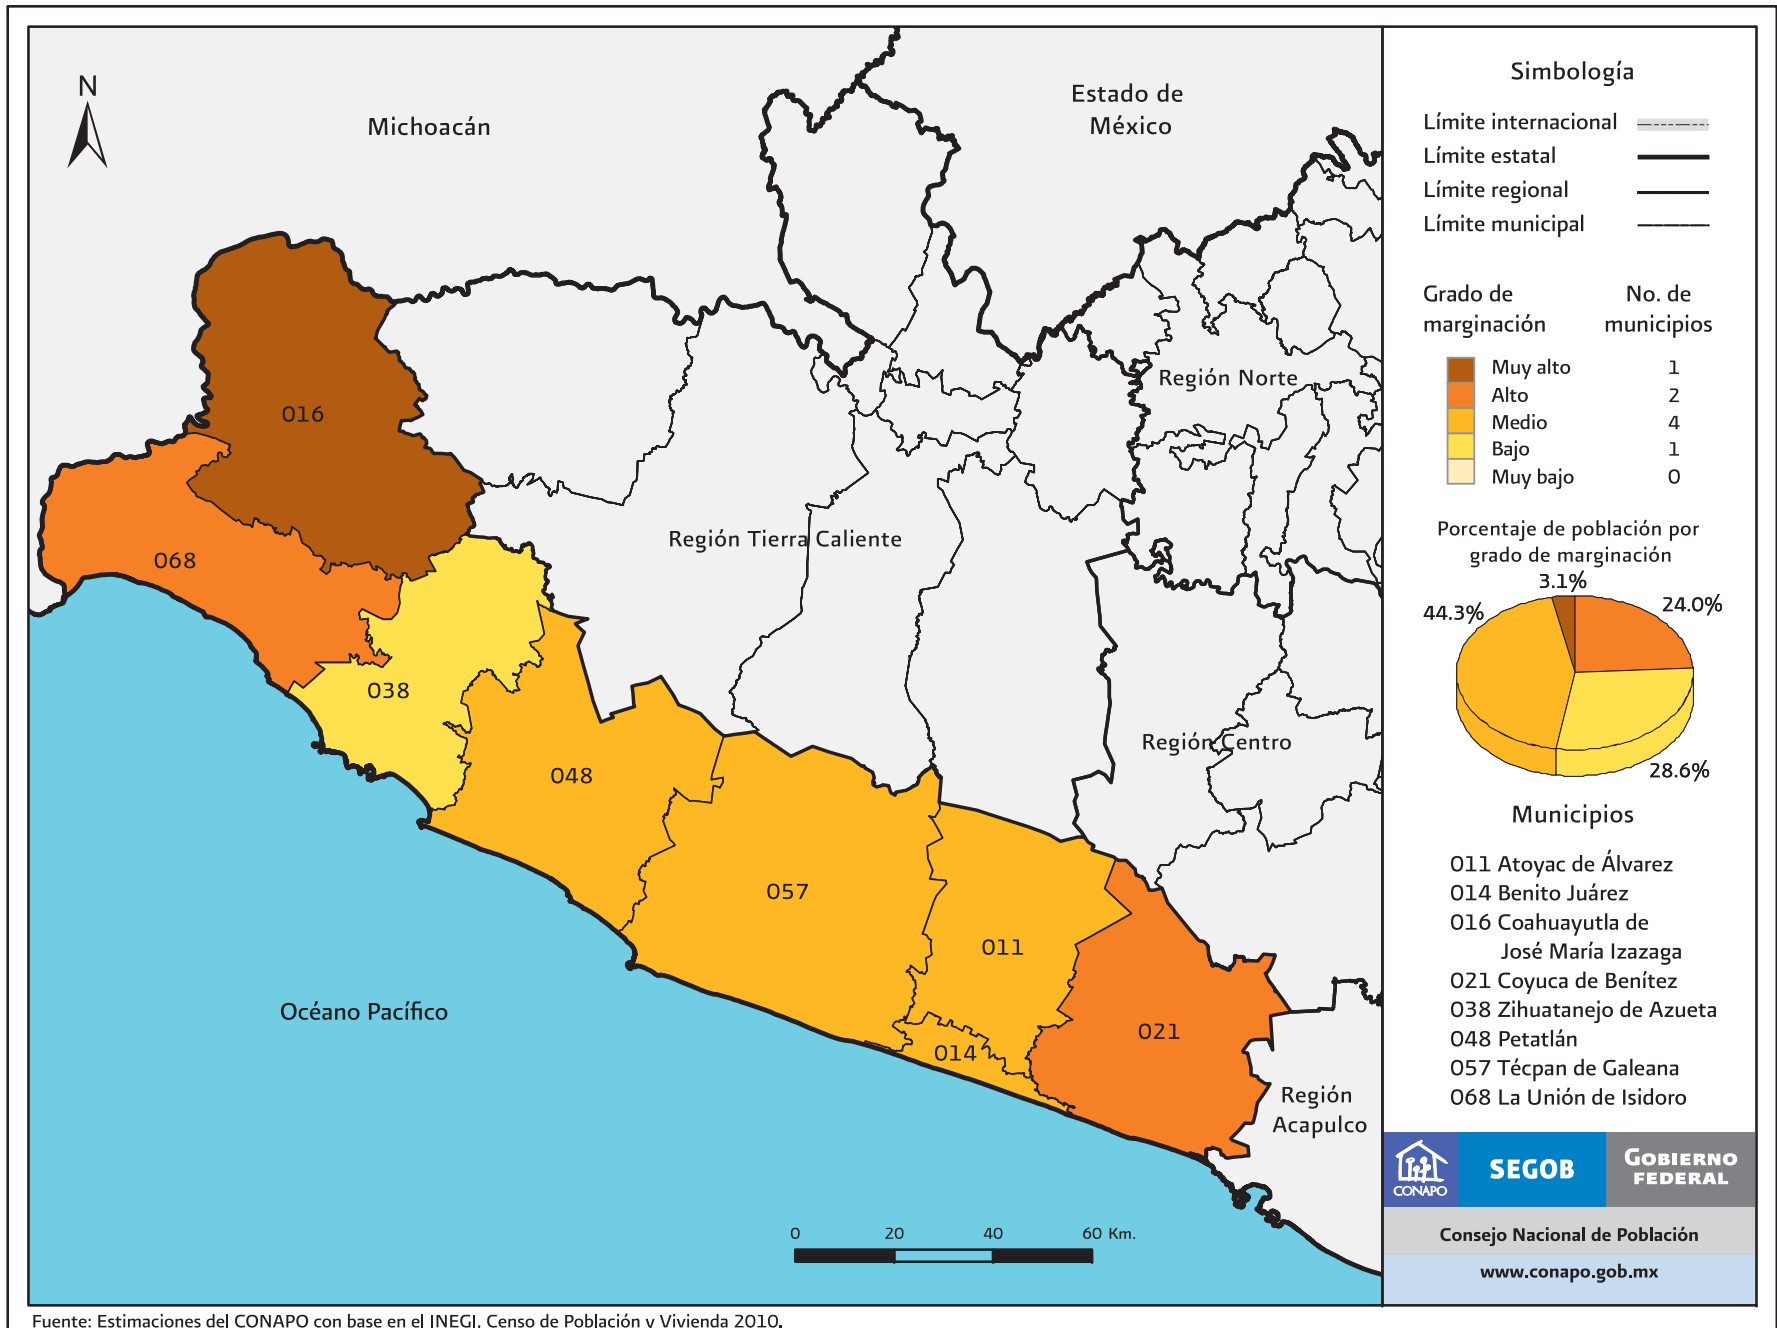 N
Michoacán
Estado de
México
Región Norte
Región Tierra Caliente
Región Centro
Región
Acapulco
Océano Pacífico
016
068
038
048
057
011
014
021
0 20 40 60 Km.
Simbología
Límite internacional
Límite estatal
Límite regional
Límite municipal
Grado de
marginación
No. de
municipios
Muy alto 1
Alto 2
Medio 4
Bajo 1
Muy bajo 0
Porcentaje de población por
grado de marginación
3.1%
44.3%
24.0%
28.6%
Municipios
011 Atoyac de Álvarez
014 Benito Juárez
016 Coahuayutla de
José María Izazaga
021 Coyuca de Benítez
038 Zihuatanejo de Azueta
048 Petatlán
057 Técpan de Galeana
068 La Unión de Isidoro
CONAPO
SEGOB
GOBIERNO
FEDERAL
Consejo Nacional de Población
www.conapo.gob.mx
Fuente: Estimaciones del CONAPO con base en el INEGI, Censo de Población y Vivienda 2010.